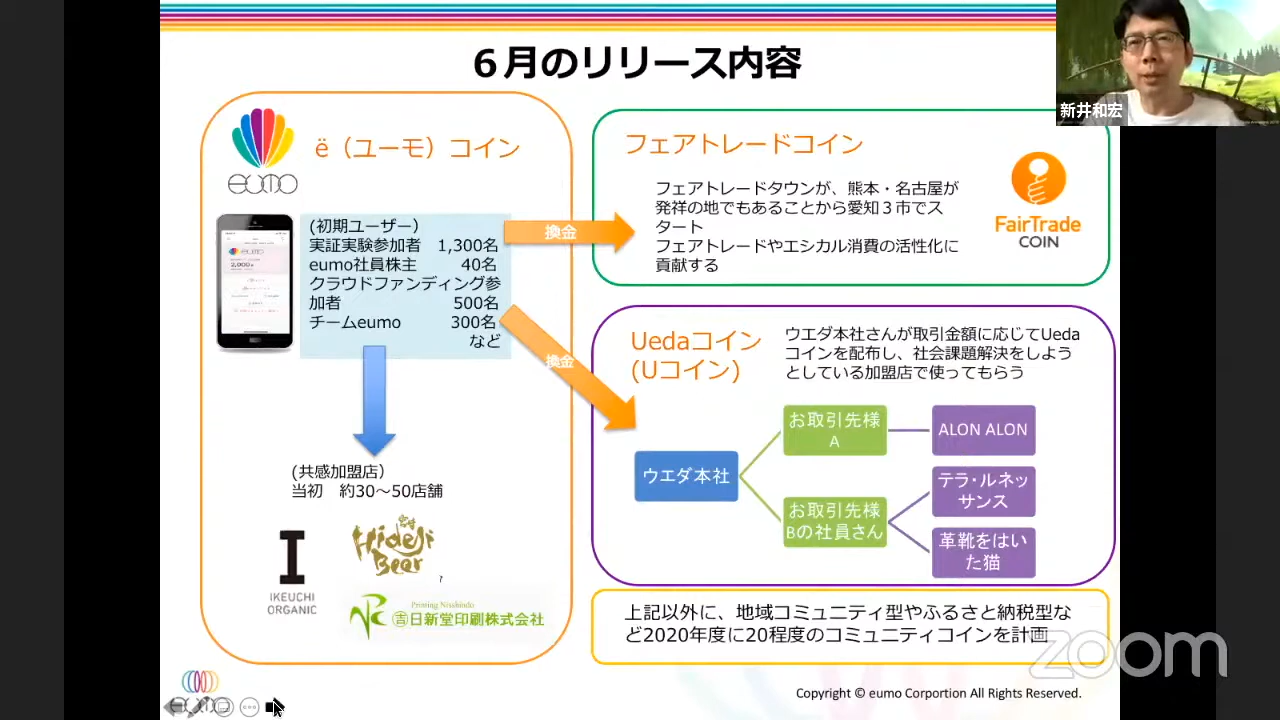 6月のリリース内容
新井和宏
eumo
ë（ユーモ）コイン
(初期ユーザー）
実証実験参加者 1,300名
eumo社員株主 40名
クラウドファンディング参
加者 500名
チームeumo 300名
など
換金
換金
(共感加盟店）
当初 約30～50店舗
IKEUCHI
ORGANIC
Hideji
Beer
Printing Nisshindo
㊐日新堂印刷株式会社
フェアトレードコイン
フェアトレードタウンが、熊本・名古屋が
発祥の地でもあることから愛知３市でス
タート
フェアトレードやエシカル消費の活性化に
貢献する
FairTrade
COIN
Uedaコイン
(Uコイン)
ウエダ本社さんが取引金額に応じてUeda
コインを配布し、社会課題解決をしよう
としている加盟店で使ってもらう
ウエダ本社
お取引先様
A
お取引先様
Bの社員さん
ALON ALON
テラ・ルネッ
サンス
革靴をはい
た猫
上記以外に、地域コミュニティ型やふるさと納税型な
ど2020年度に20程度のコミュニティコインを計画
zoom
eumo
Copyright © eumo Corportion All Rights Reserved.